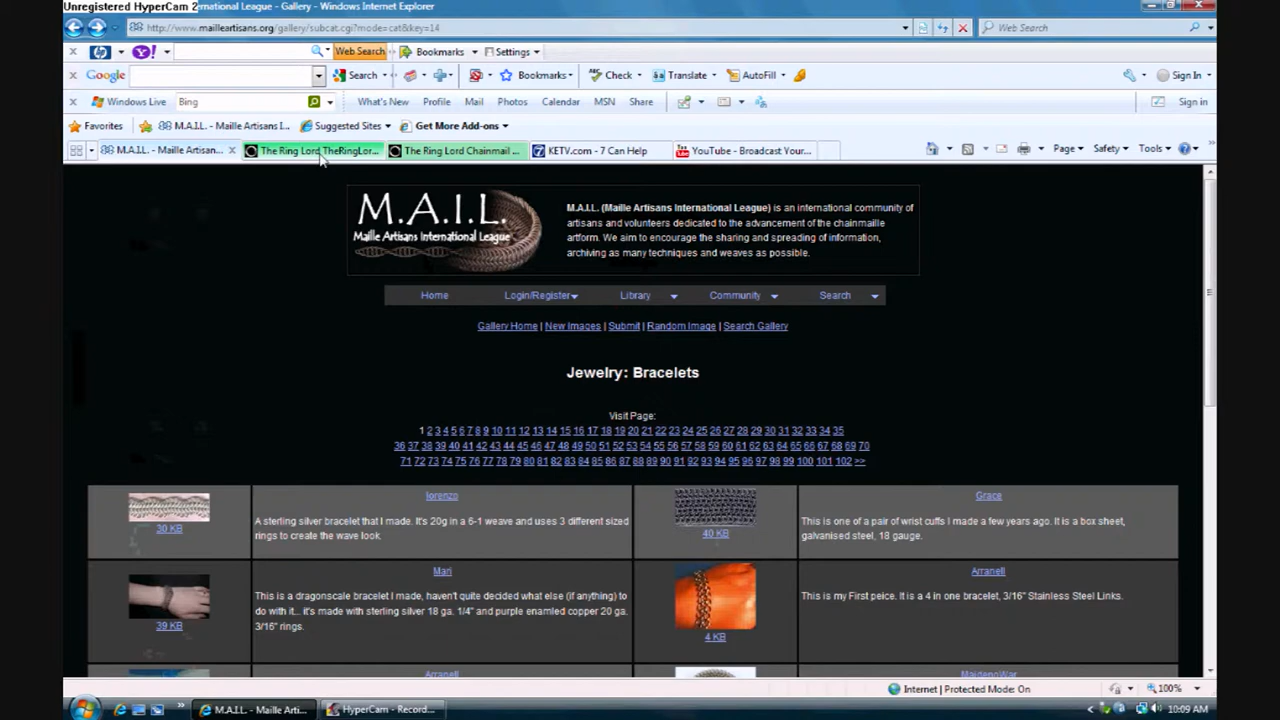 Unregistered HyperCam 2
rnational League - Gallery - Windows Internet Explorer
http://www.mailleartisans.org/gallery/subcat.cgi?mode=cat&key=14
Web Search
Web Search Bookmarks Settings
Google Search Bookmarks Check Translate AutoFill Sign In
Windows Live Bing What's New Profile Mail Photos Calendar MSN Share Sign in
Favorites M.A.I.L. - Maille Artisans I... Suggested Sites Get More Add-ons
M.A.I.L. - Maille Artisan... The Ring Lord TheRingLor... The Ring Lord Chainmail ... KETV.com - 7 Can Help YouTube - Broadcast Your... Page Safety Tools
M.A.I.L.
Maille Artisans International League
M.A.I.L. (Maille Artisans International League) is an international community of
artisans and volunteers dedicated to the advancement of the chainmaille
artform. We aim to encourage the sharing and spreading of information,
archiving as many techniques and weaves as possible.
Home Login/Register Library Community Search
Gallery Home | New Images | Submit | Random Image | Search Gallery
Jewelry: Bracelets
Visit Page:
1 2 3 4 5 6 7 8 9 10 11 12 13 14 15 16 17 18 19 20 21 22 23 24 25 26 27 28 29 30 31 32 33 34 35
36 37 38 39 40 41 42 43 44 45 46 47 48 49 50 51 52 53 54 55 56 57 58 59 60 61 62 63 64 65 66 67 68 69 70
71 72 73 74 75 76 77 78 79 80 81 82 83 84 85 86 87 88 89 90 91 92 93 94 95 96 97 98 99 100 101 102 >>
30 KB
lorenzo
A sterling silver bracelet that I made. It's 20g in a 6-1 weave and uses 3 different sized
rings to create the wave look.
40 KB
Grace
This is one of a pair of wrist cuffs I made a few years ago. It is a box sheet,
galvanised steel, 18 gauge.
39 KB
Mari
This is a dragonscale bracelet I made, haven't quite decided what else (if anything) to
do with it... it's made with sterling silver 18 ga. 1/4" and purple enamled copper 20 ga.
3/16" rings.
4 KB
Arranell
This is my First peice. It is a 4 in one bracelet, 3/16" Stainless Steel Links.
Arranell
MaidenoWar
Internet | Protected Mode: On 100%
M.A.I.L. - Maille Arti... HyperCam - Record... 10:09 AM